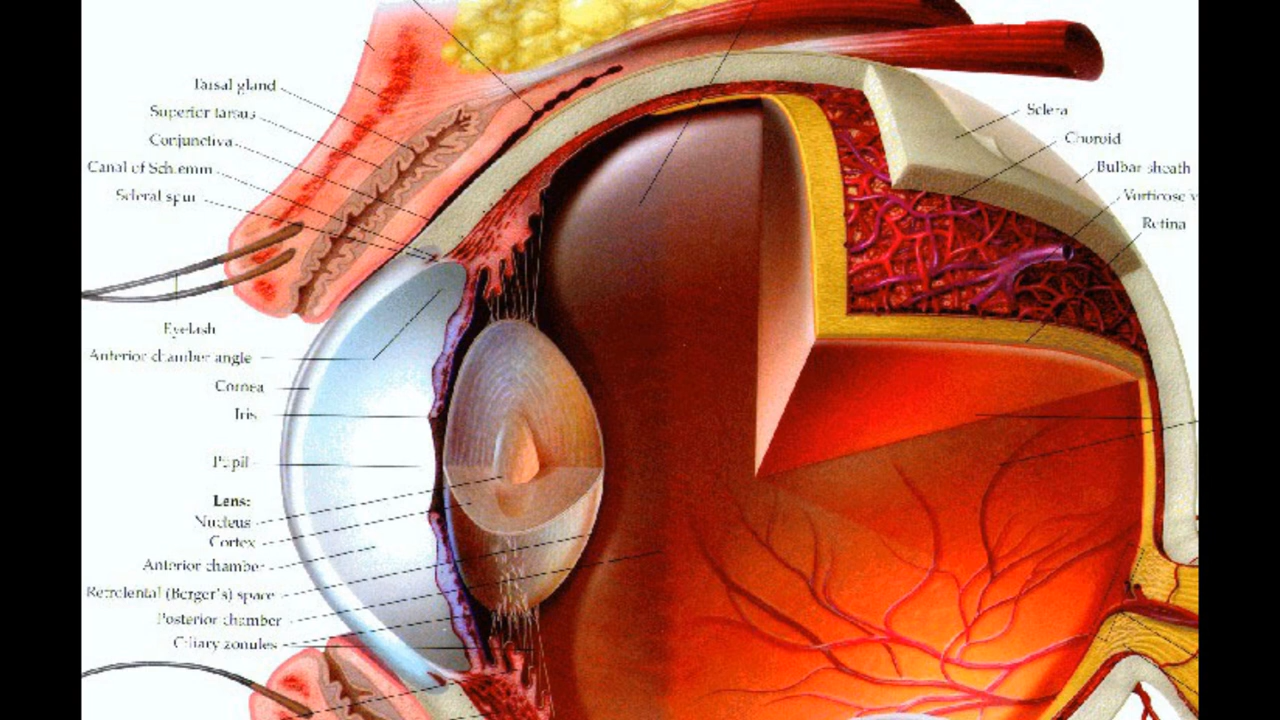 Tarsal gland
Superior tarsus
Conjunctiva
Canal of Schlemm
Scleral spur
Eyelash
Anterior chamber angle
Cornea
Iris
Pupil
Lens:
Nucleus
Cortex
Anterior chamber
Retrolental (Berger's) space
Posterior chamber
Ciliary zonules
Sclera
Choroid
Bulbar sheath
Vorticose v
Retina